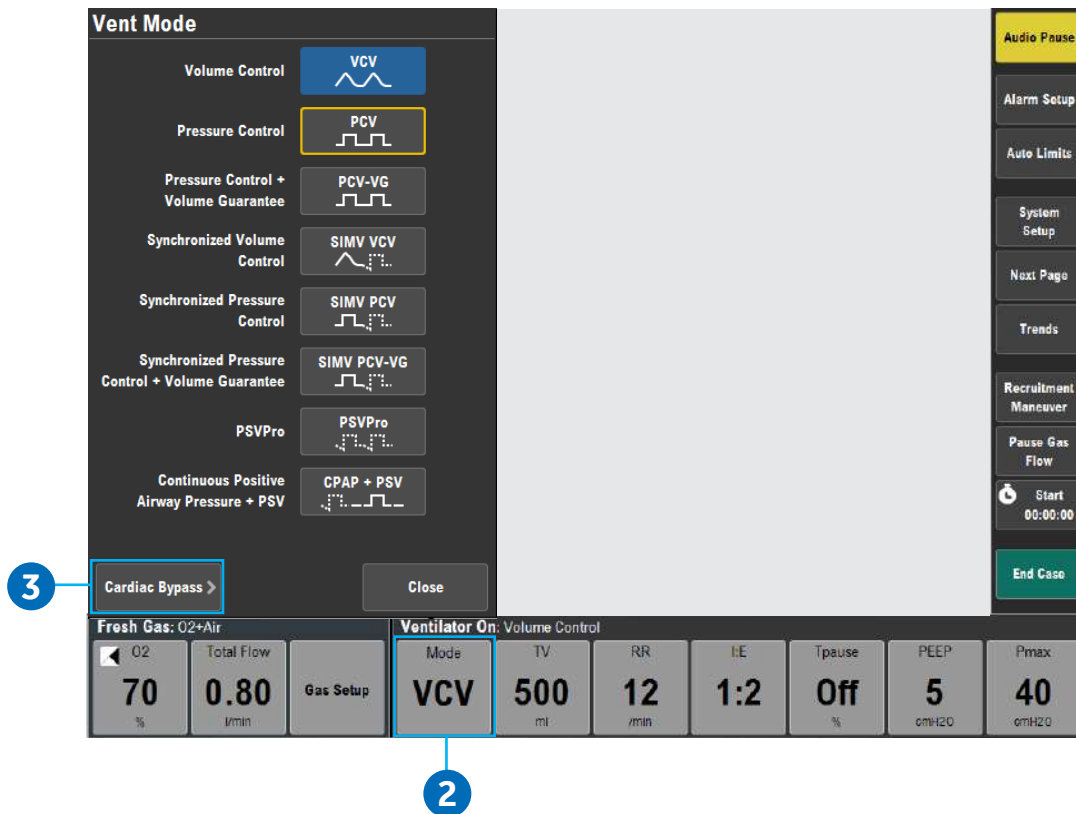 Vent Mode
Volume Control
VCV
Pressure Control
PCV
Pressure Control +
Volume Guarantee
PCV-VG
Synchronized Volume
Control
SIMV VCV
Synchronized Pressure
Control
SIMV PCV
Synchronized Pressure
Control + Volume Guarantee
SIMV PCV-VG
PSVPro
PSVPro
Continuous Positive
Airway Pressure + PSV
CPAP + PSV
3
Cardiac Bypass >
Close
Audio Pause
Alarm Setup
Auto Limits
System
Setup
Next Page
Trends
Recruitment
Maneuver
Pause Gas
Flow
Start
00:00:00
End Case
Fresh Gas: O2+Air
Ventilator On: Volume Control
O2
70
%
Total Flow
0.80
l/min
Gas Setup
Mode
VCV
TV
500
ml
RR
12
/min
I:E
1:2
Tpause
Off
%
PEEP
5
cmH2O
Pmax
40
cmH2O
2